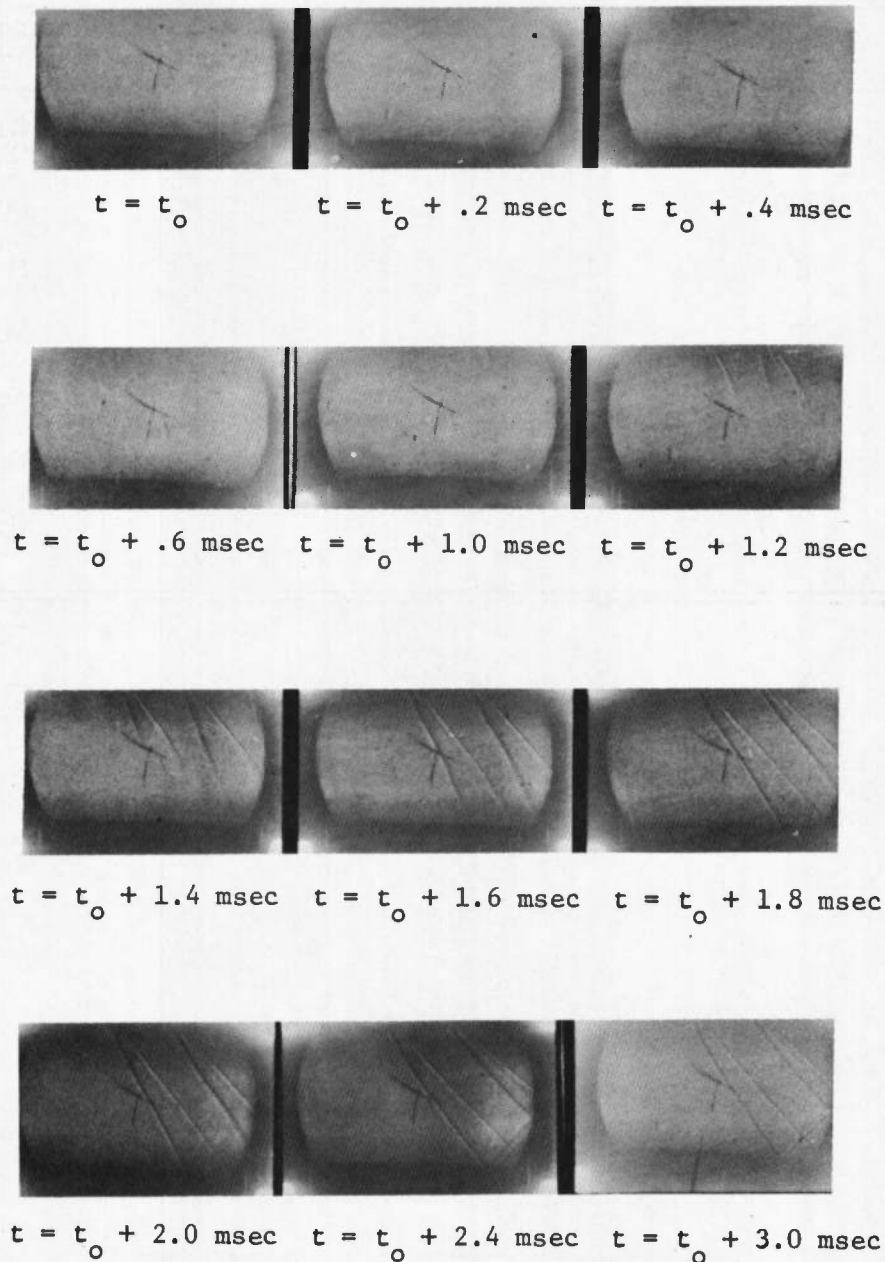 t = to
t = to + .2 msec
t = to + .4 msec
t = to + .6 msec
t = to + 1.0 msec
t = to + 1.2 msec
t = to + 1.4 msec
t = to + 1.6 msec
t = to + 1.8 msec
t = to + 2.0 msec
t = to + 2.4 msec
t = to + 3.0 msec